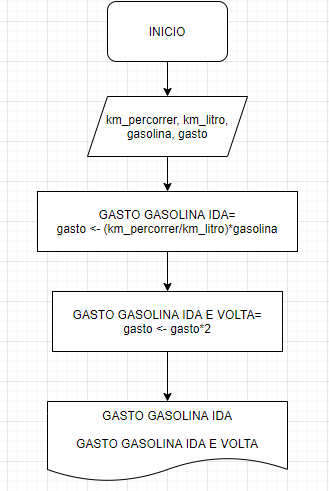 INICIO
km_percorrer, km_litro,
gasolina, gasto
GASTO GASOLINA IDA=
gasto <- (km_percorrer/km_litro)*gasolina
GASTO GASOLINA IDA E VOLTA=
gasto <- gasto*2
GASTO GASOLINA IDA
GASTO GASOLINA IDA E VOLTA